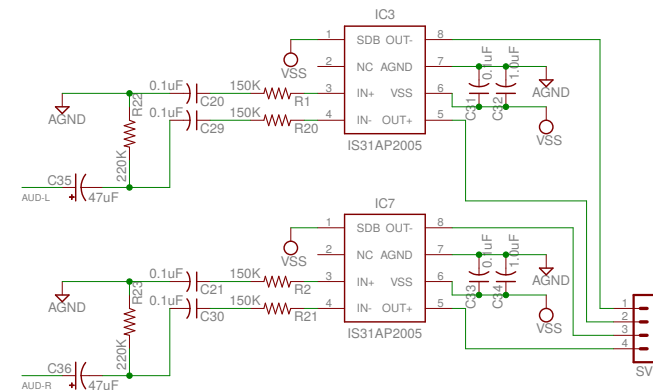 IC3
1 SDB OUT- 8
VSS
2 NC AGND 7
0.1uF 150K 3 IN+ VSS 6
C20 R1
0.1uF 150K 4 IN- OUT+ 5
C29 R20
IS31AP2005
AGND
R22
220K
C31 0.1uF
C32 1.0uF
AGND
VSS
C35
AUD-L
47uF
IC7
1 SDB OUT- 8
VSS
2 NC AGND 7
0.1uF 150K 3 IN+ VSS 6
C21 R2
0.1uF 150K 4 IN- OUT+ 5
C30 R21
IS31AP2005
AGND
R23
220K
C33 0.1uF
C34 1.0uF
AGND
VSS
C36
AUD-R
47uF
1
2
3
4
SV